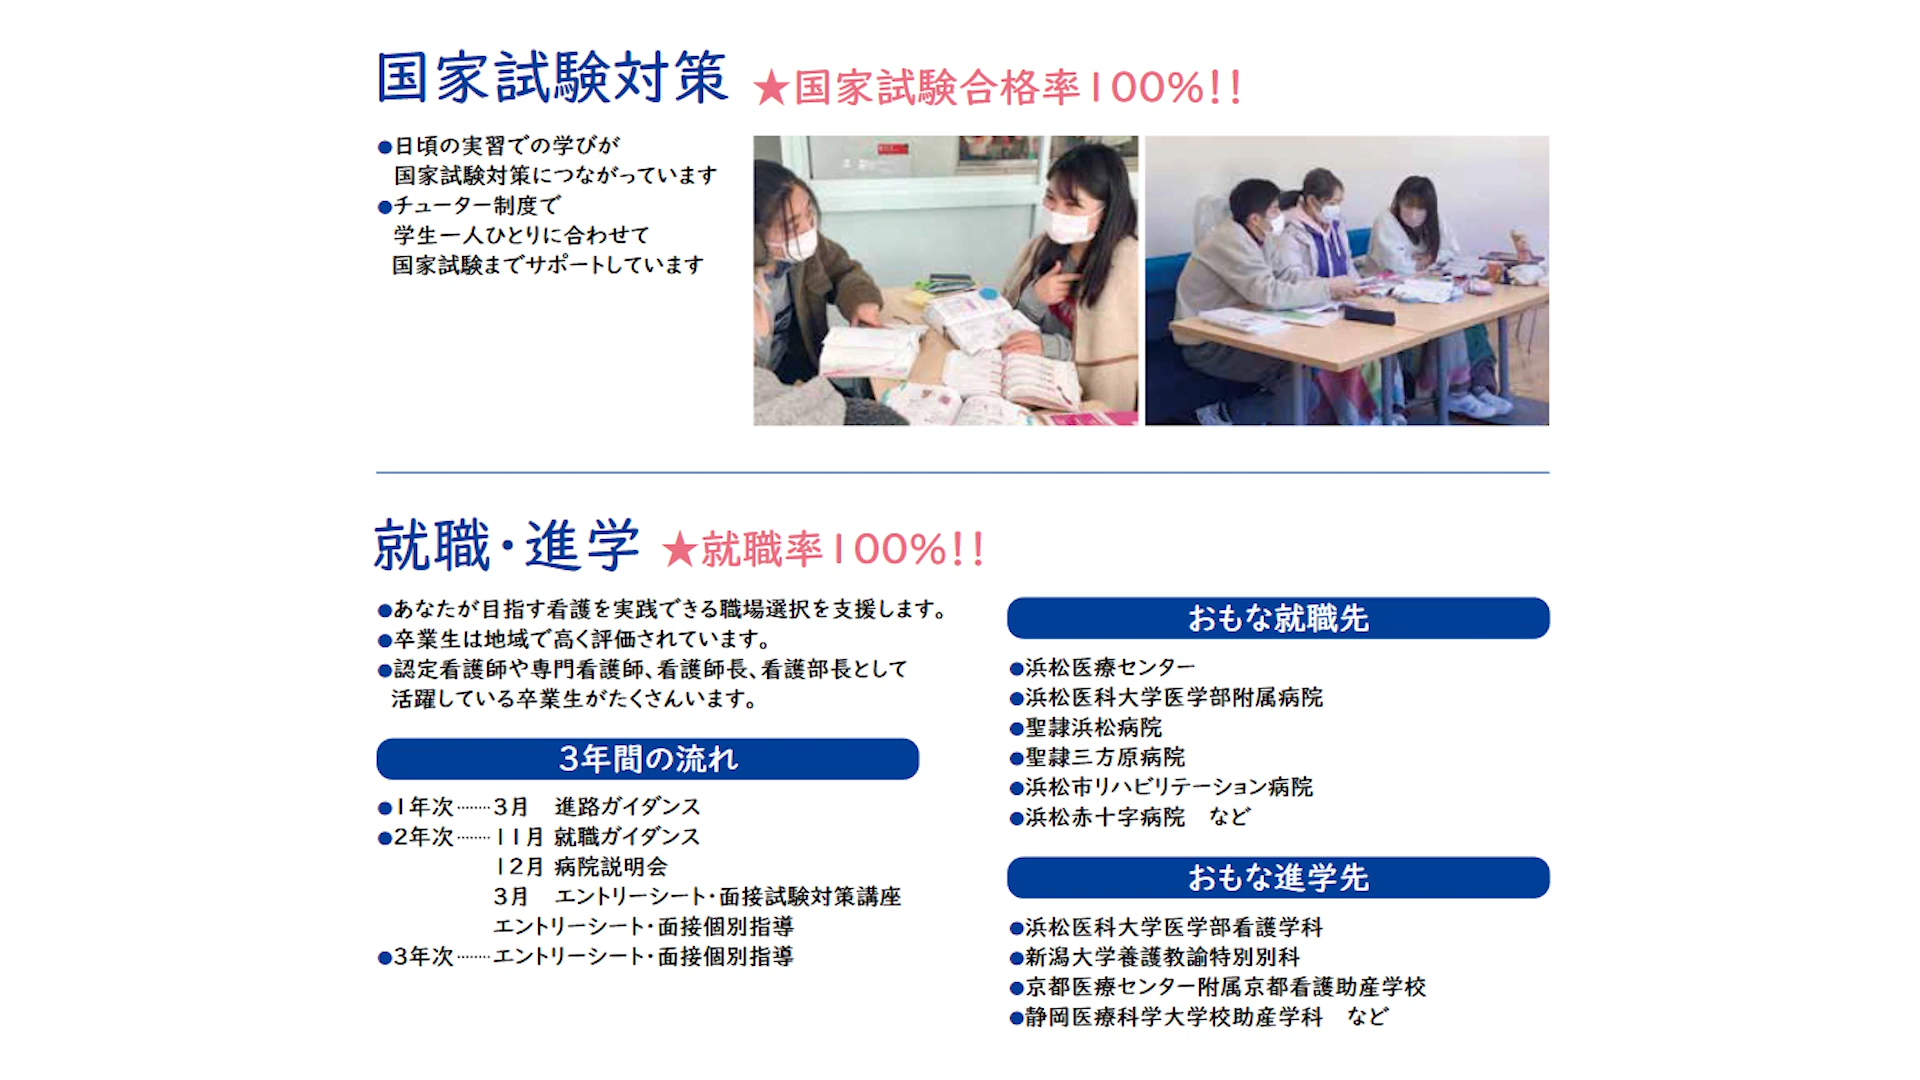 国家試験対策 ★国家試験合格率100%!!
●日頃の実習での学びが
国家試験対策につながっています
●チューター制度で
学生一人ひとりに合わせて
国家試験までサポートしています
就職・進学 ★就職率100%!!
●あなたが目指す看護を実践できる職場選択を支援します。
●卒業生は地域で高く評価されています。
●認定看護師や専門看護師、看護師長、看護部長として
活躍している卒業生がたくさんいます。
3年間の流れ
●1年次……3月 進路ガイダンス
●2年次……11月 就職ガイダンス
12月 病院説明会
3月 エントリーシート・面接試験対策講座
エントリーシート・面接個別指導
●3年次……エントリーシート・面接個別指導
おもな就職先
●浜松医療センター
●浜松医科大学医学部附属病院
●聖隷浜松病院
●聖隷三方原病院
●浜松市リハビリテーション病院
●浜松赤十字病院 など
おもな進学先
●浜松医科大学医学部看護学科
●新潟大学養護教諭特別別科
●京都医療センター附属京都看護助産学校
●静岡医療科学大学校助産学科 など